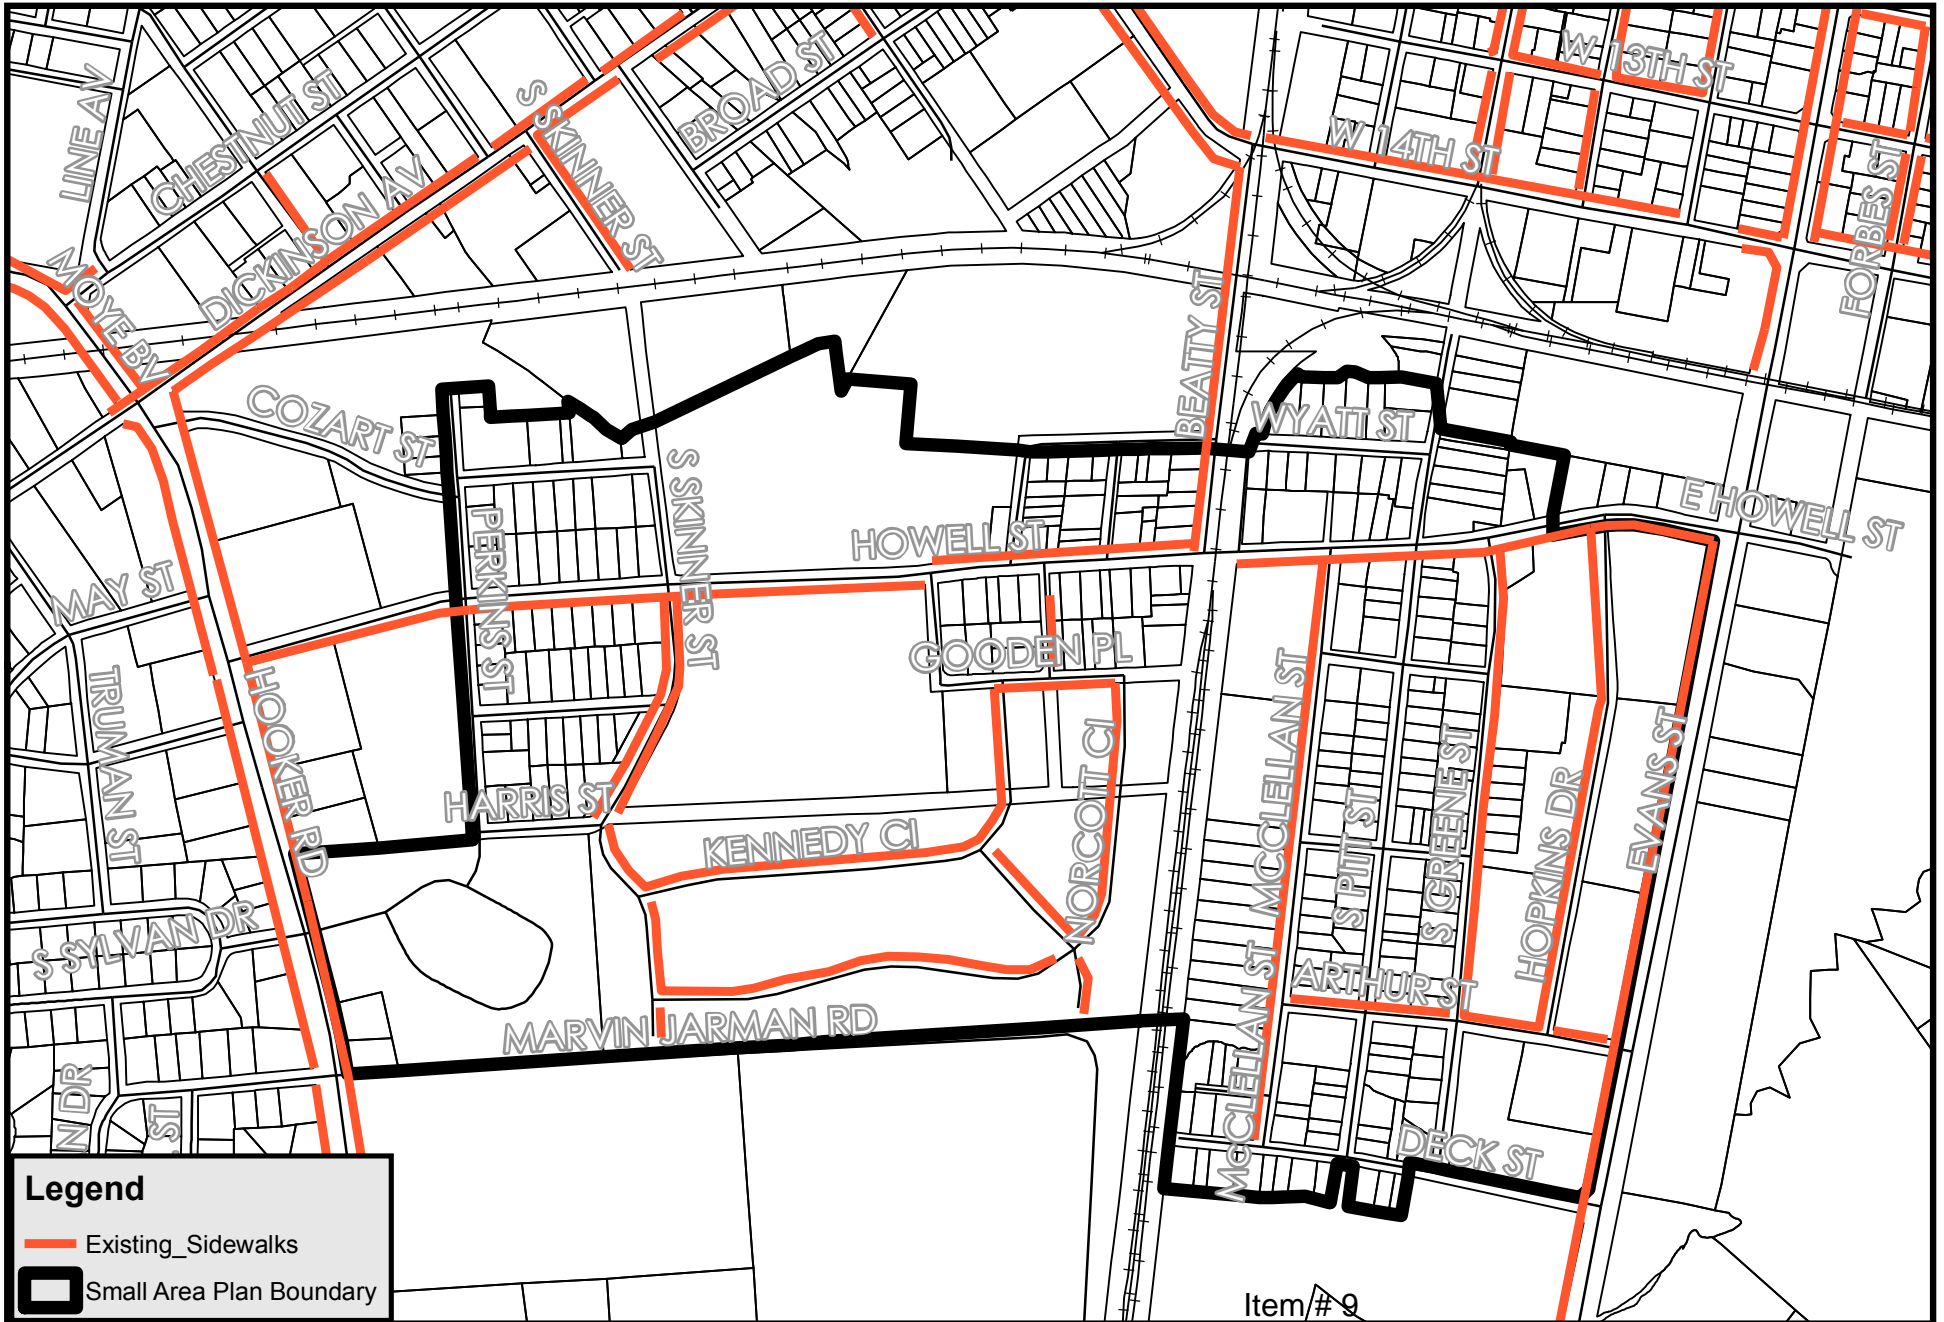 W 13TH ST
BROAD ST
LINE AV
CHESTNUT ST
S SKINNER ST
W 14TH ST
FORBES ST
DICKINSON AV
MOYE BV
BEATTY ST
COZART ST
WYATT ST
S SKINNER ST
E HOWELL ST
PERKINS ST
HOWELL ST
MAY ST
GOODEN PL
TRUMAN ST
HOOKER RD
MCCLELLAN ST
S PITT ST
S GREENE ST
HOPKINS DR
EVANS ST
HARRIS ST
KENNEDY CI
NORCOTT CI
S SYLVAN DR
ARTHUR ST
MARVIN JARMAN RD
McCLELLAN ST
N DR
ST
DECK ST
Legend
Existing_Sidewalks
Small Area Plan Boundary
Item # 9